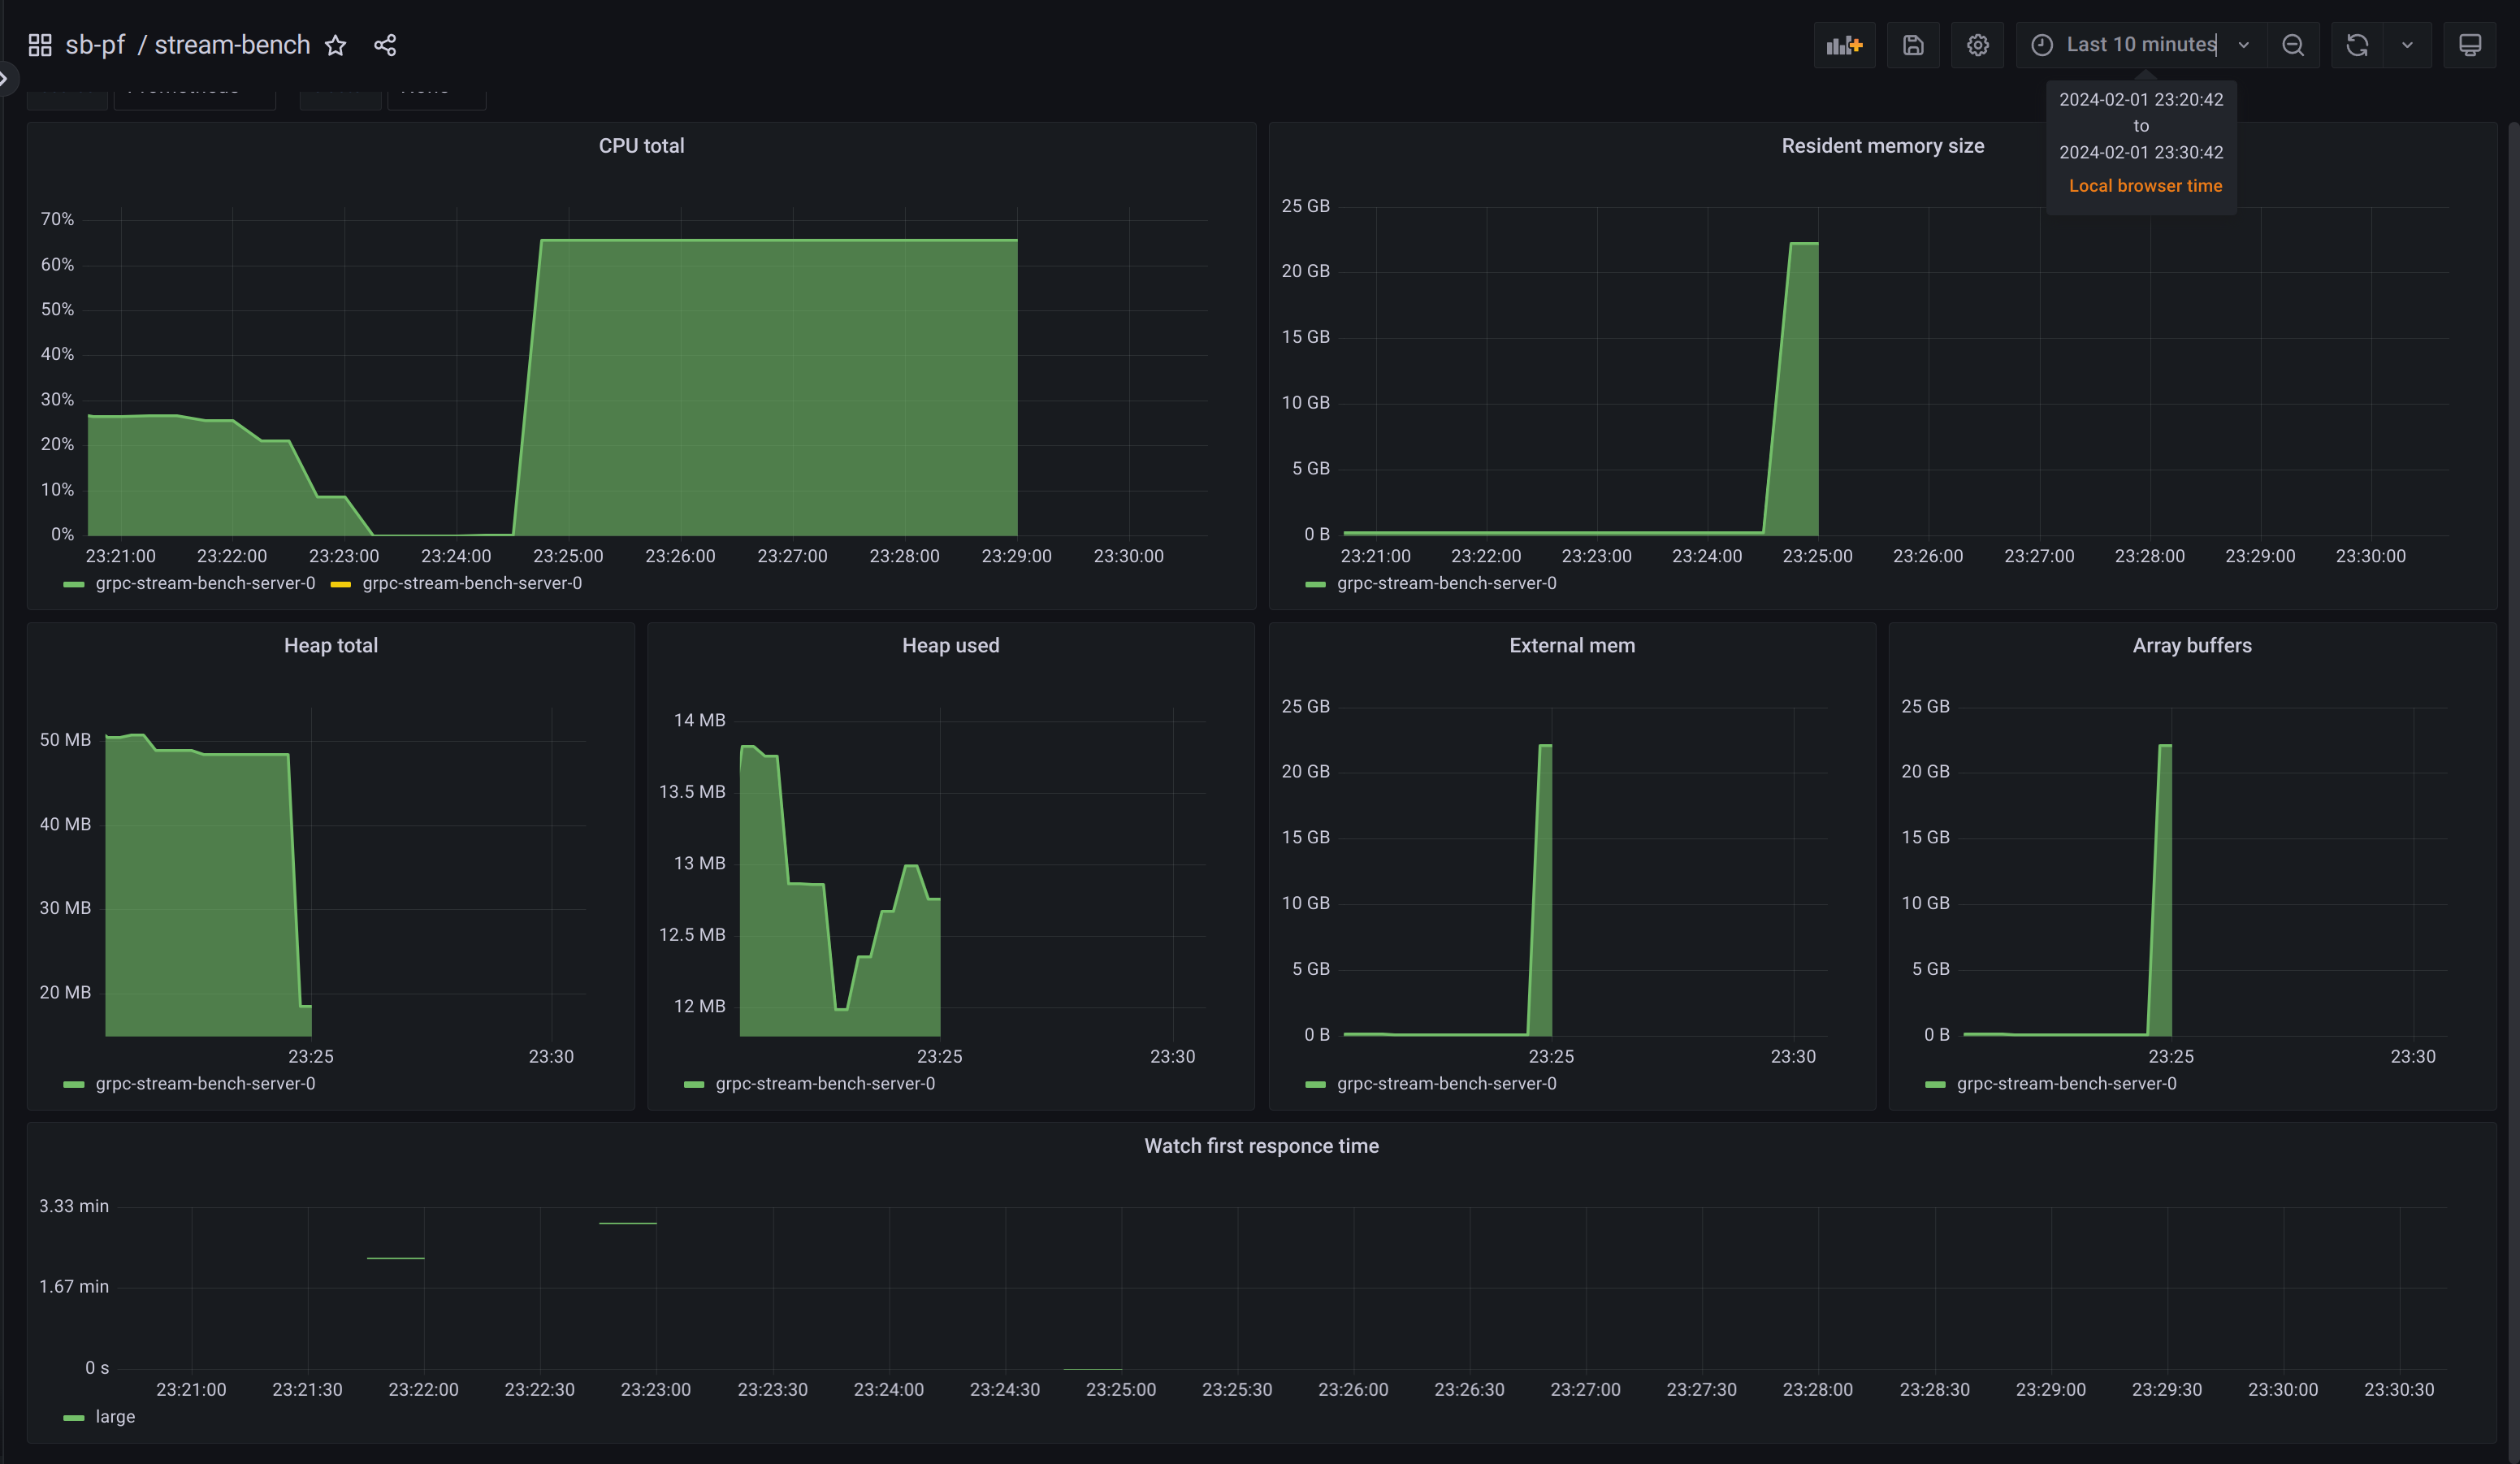 sb-pf / stream-bench
Last 10 minutes
2024-02-01 23:20:42
to
2024-02-01 23:30:42
Local browser time
CPU total
70%
60%
50%
40%
30%
20%
10%
0%
23:21:00 23:22:00 23:23:00 23:24:00 23:25:00 23:26:00 23:27:00 23:28:00 23:29:00 23:30:00
grpc-stream-bench-server-0 grpc-stream-bench-server-0
Resident memory size
25 GB
20 GB
15 GB
10 GB
5 GB
0 B
23:21:00 23:22:00 23:23:00 23:24:00 23:25:00 23:26:00 23:27:00 23:28:00 23:29:00 23:30:00
grpc-stream-bench-server-0
Heap total
50 MB
40 MB
30 MB
20 MB
23:25 23:30
grpc-stream-bench-server-0
Heap used
14 MB
13.5 MB
13 MB
12.5 MB
12 MB
23:25 23:30
grpc-stream-bench-server-0
External mem
25 GB
20 GB
15 GB
10 GB
5 GB
0 B
23:25 23:30
grpc-stream-bench-server-0
Array buffers
25 GB
20 GB
15 GB
10 GB
5 GB
0 B
23:25 23:30
grpc-stream-bench-server-0
Watch first responce time
3.33 min
1.67 min
0 s
23:21:00 23:21:30 23:22:00 23:22:30 23:23:00 23:23:30 23:24:00 23:24:30 23:25:00 23:25:30 23:26:00 23:26:30 23:27:00 23:27:30 23:28:00 23:28:30 23:29:00 23:29:30 23:30:00 23:30:30
large